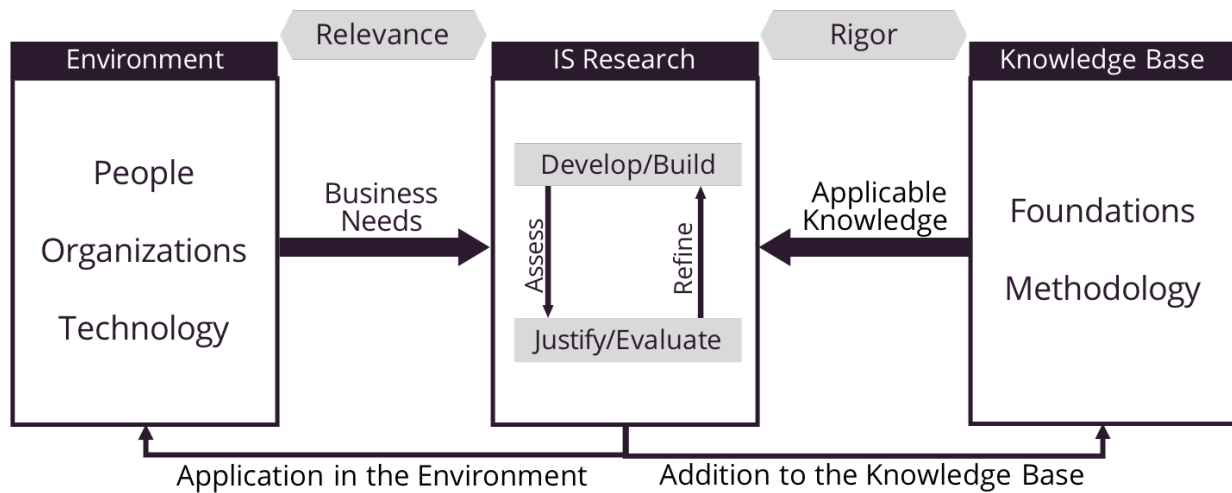 Relevance
Rigor
Environment
IS Research
Knowledge Base
People
Organizations
Technology
Business
Needs
Develop/Build
Assess
Refine
Justify/Evaluate
Applicable
Knowledge
Foundations
Methodology
Application in the Environment
Addition to the Knowledge Base